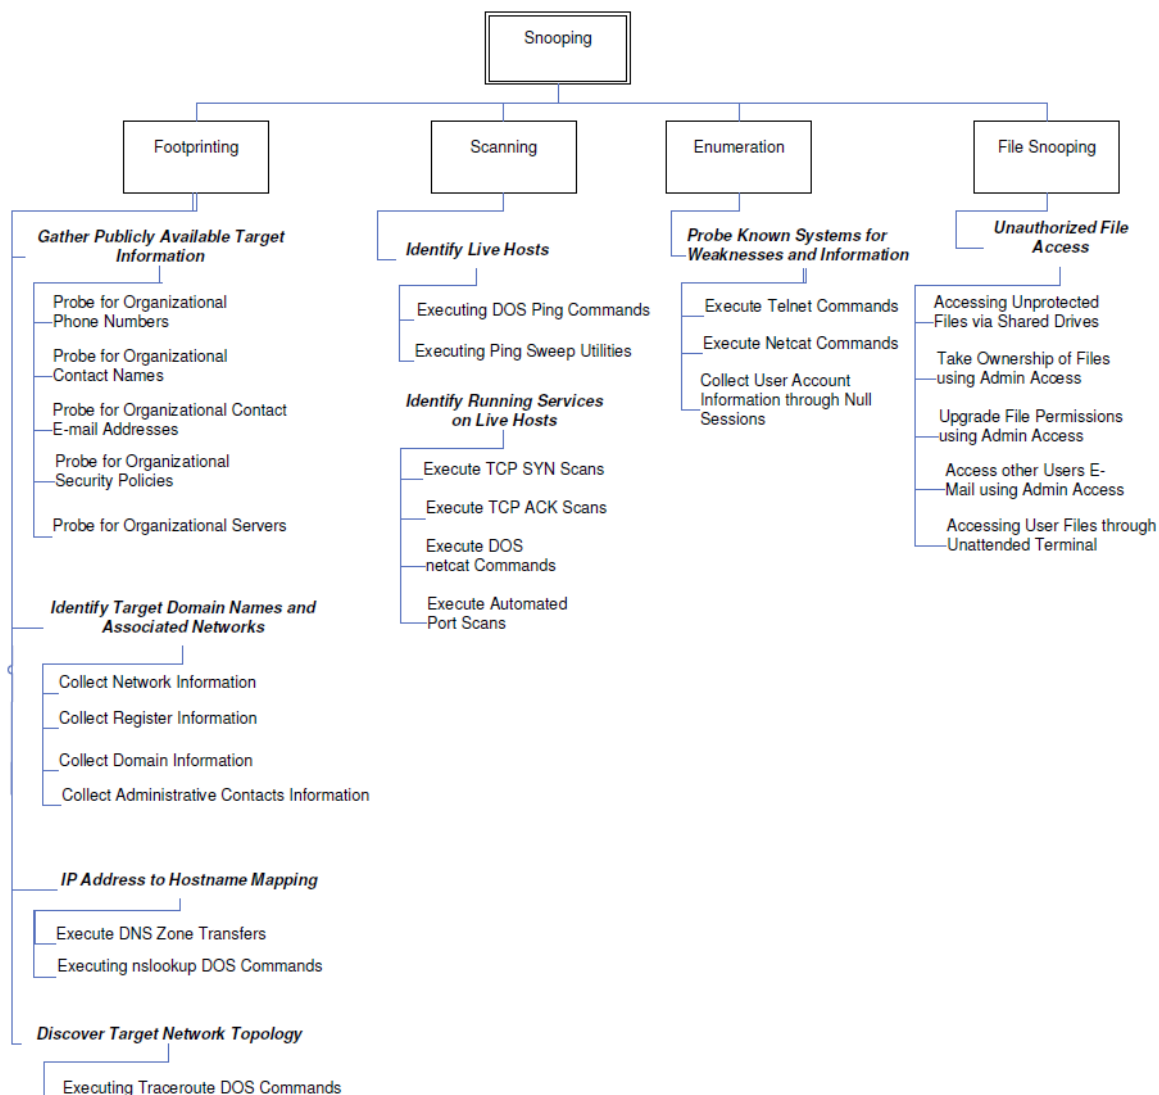 Snooping
Footprinting
Scanning
Enumeration
File Snooping
Gather Publicly Available Target
Information
Probe for Organizational
Phone Numbers
Probe for Organizational
Contact Names
Probe for Organizational Contact
E-mail Addresses
Probe for Organizational
Security Policies
Probe for Organizational Servers
Identify Target Domain Names and
Associated Networks
Collect Network Information
Collect Register Information
Collect Domain Information
Collect Administrative Contacts Information
IP Address to Hostname Mapping
Execute DNS Zone Transfers
Executing nslookup DOS Commands
Discover Target Network Topology
Executing Traceroute DOS Commands
Identify Live Hosts
Executing DOS Ping Commands
Executing Ping Sweep Utilities
Identify Running Services
on Live Hosts
Execute TCP SYN Scans
Execute TCP ACK Scans
Execute DOS
netcat Commands
Execute Automated
Port Scans
Probe Known Systems for
Weaknesses and Information
Execute Telnet Commands
Execute Netcat Commands
Collect User Account
Information through Null
Sessions
Unauthorized File
Access
Accessing Unprotected
Files via Shared Drives
Take Ownership of Files
using Admin Access
Upgrade File Permissions
using Admin Access
Access other Users E-
Mail using Admin Access
Accessing User Files through
Unattended Terminal